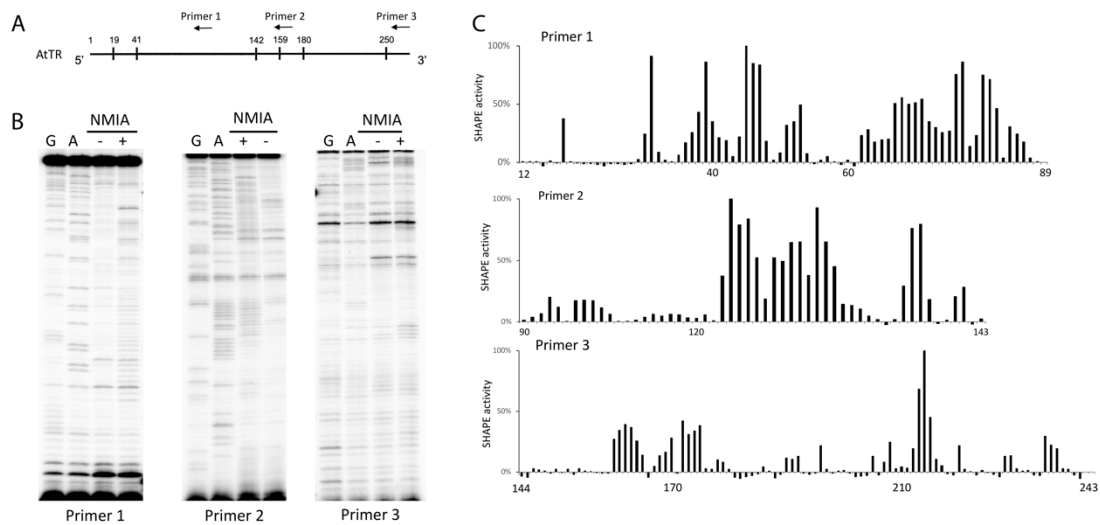 A
Primer 1 Primer 2 Primer 3
1 19 41 142 159 180 250
AtTR 5' 3'
B
NMIA NMIA NMIA
G A - + G A + - G A - +
Primer 1 Primer 2 Primer 3
C
Primer 1
SHAPE activity
100%
50%
0%
12 40 60 89
Primer 2
SHAPE activity
100%
50%
0%
90 120 143
Primer 3
SHAPE activity
100%
50%
0%
144 170 210 243